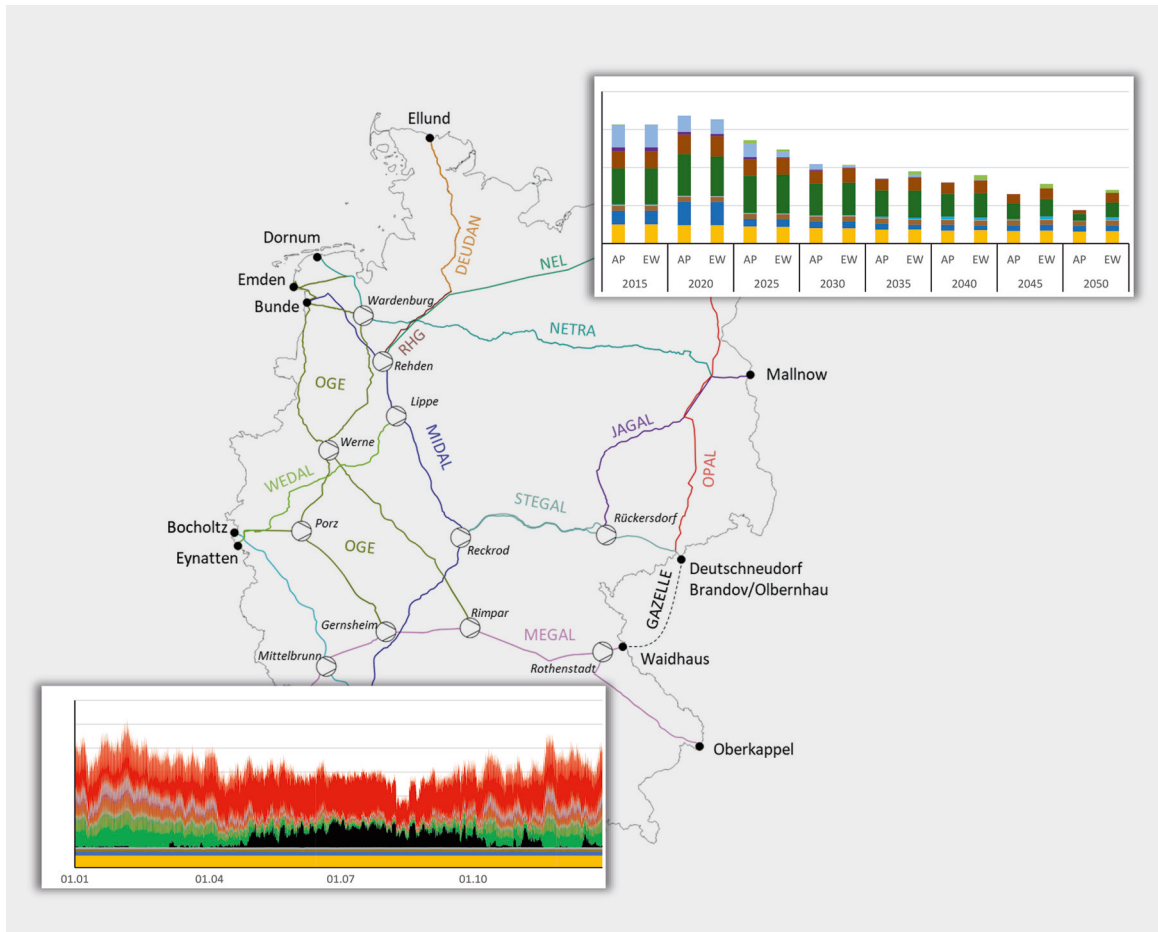 Ellund
DEUDAN
Dornum
NEL
Emden
Bunde
Wardenburg
RHG
NETRA
Rehden
Mallnow
OGE
Lippe
JAGAL
MIDAL
Werne
OPAL
WEDAL
STEGAL
Bocholtz
Porz
Rückersdorf
Eynatten
OGE
Reckrod
Deutschneudorf
Brandov/Olbernhau
GAZELLE
Rimpar
Gernsheim
MEGAL
Mittelbrunn
Waidhaus
Rothenstadt
Oberkappel
AP EW AP EW AP EW AP EW AP EW AP EW AP EW AP EW
2015 2020 2025 2030 2035 2040 2045 2050
01.01 01.04 01.07 01.10